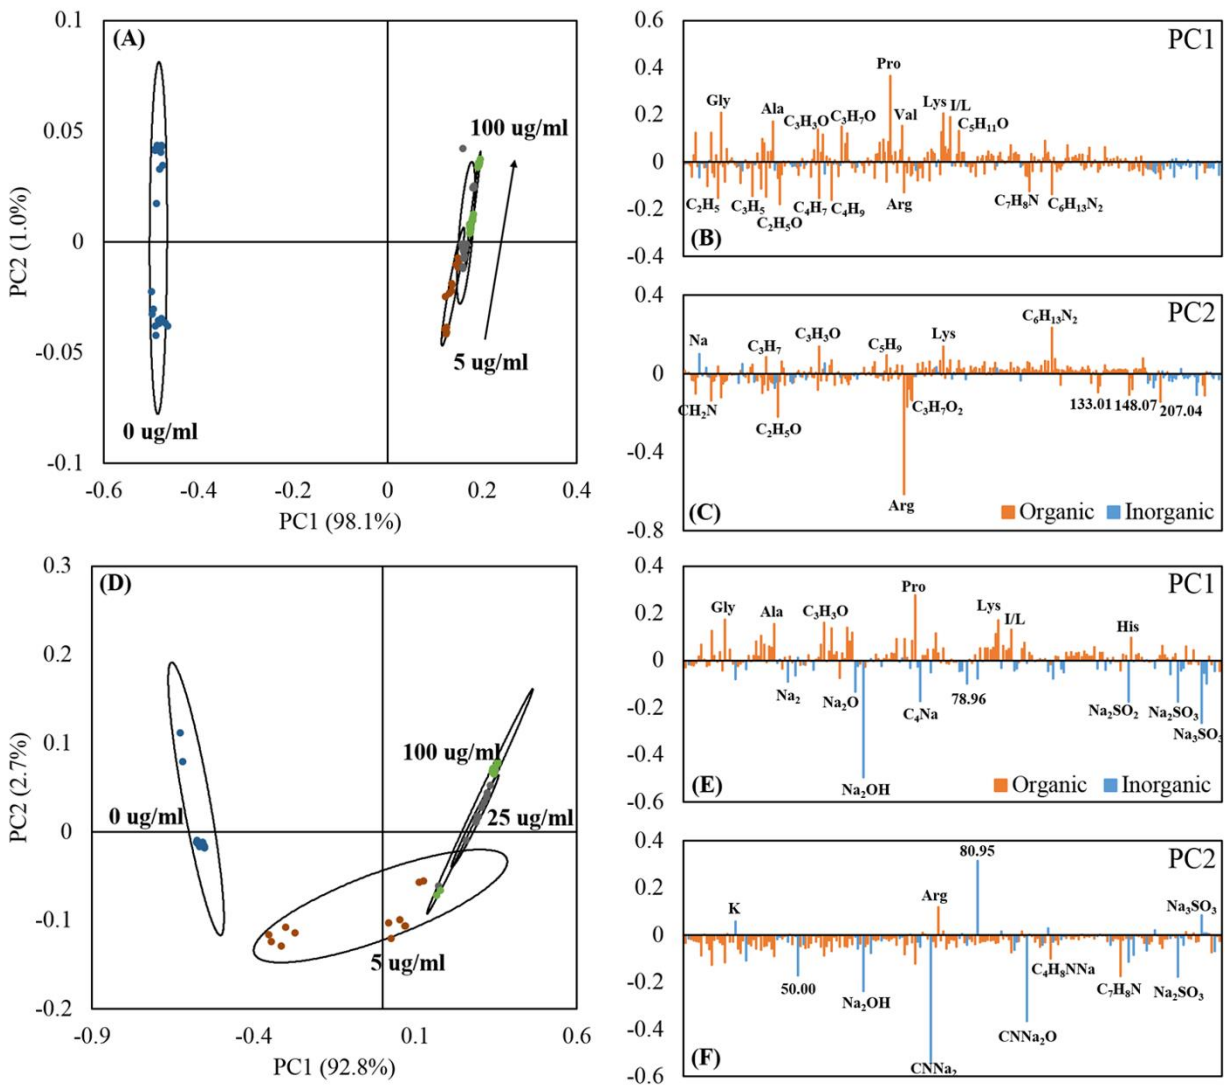 (A)
0.1
0.05
0
-0.05
-0.1
PC2 (1.0%)
100 ug/ml
5 ug/ml
0 ug/ml
-0.6
-0.4
-0.2
0
0.2
0.4
PC1 (98.1%)
0.6
0.4
0.2
0
-0.2
-0.4
PC1
Pro
Gly
Ala
C₃H₃O
C₃H₇O
Val
Lys
I/L
C₅H₁₁O
C₂H₅
C₃H₅
C₂H₅O
C₄H₇
C₄H₉
Arg
C₇H₈N
C₆H₁₃N₂
(B)
0.4
0
-0.4
-0.8
PC2
Na
C₃H₇
C₃H₃O
C₅H₉
Lys
C₆H₁₃N₂
CH₂N
C₂H₅O
C₃H₇O₂
133.01
148.07
207.04
Arg
(C)
Organic
Inorganic
(D)
0.3
0.2
0.1
0
-0.1
-0.2
PC2 (2.7%)
100 ug/ml
0 ug/ml
25 ug/ml
5 ug/ml
-0.9
-0.4
0.1
0.6
PC1 (92.8%)
0.4
0.2
0
-0.2
-0.4
-0.6
PC1
Gly
Ala
C₃H₃O
Pro
Lys
I/L
His
Na₂
Na₂O
C₄Na
78.96
Na₂SO₂
Na₂SO₃
Na₃SO₃
Na₂OH
(E)
Organic
Inorganic
0.4
0.2
0
-0.2
-0.4
-0.6
PC2
80.95
K
Arg
Na₃SO₃
50.00
Na₂OH
C₄H₈NNa
C₇H₈N
Na₂SO₃
CNNa₂O
CNNa₂
(F)